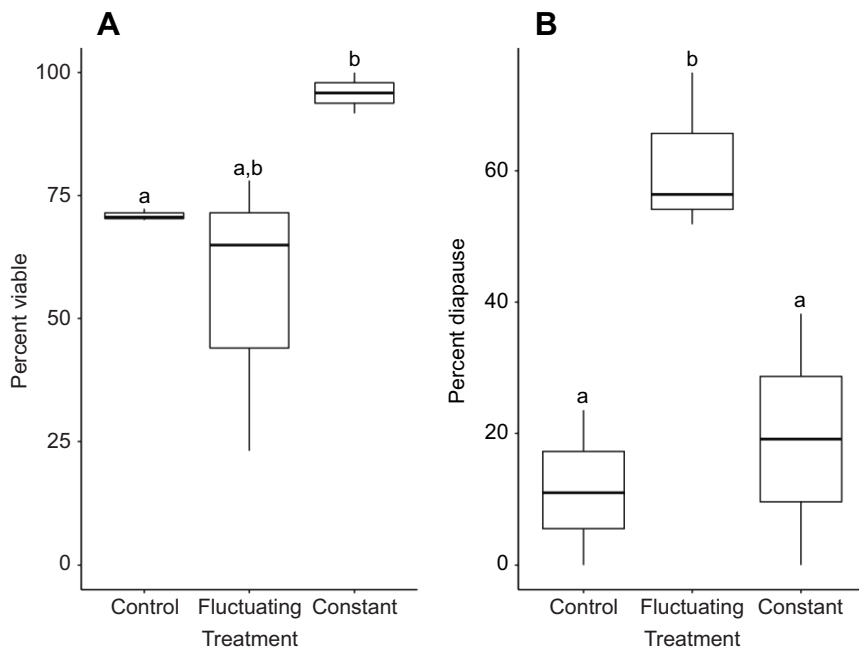 A
Percent viable
100
75
50
25
0
a
a,b
b
Control Fluctuating Constant
Treatment
B
Percent diapause
60
40
20
0
a
b
a
Control Fluctuating Constant
Treatment